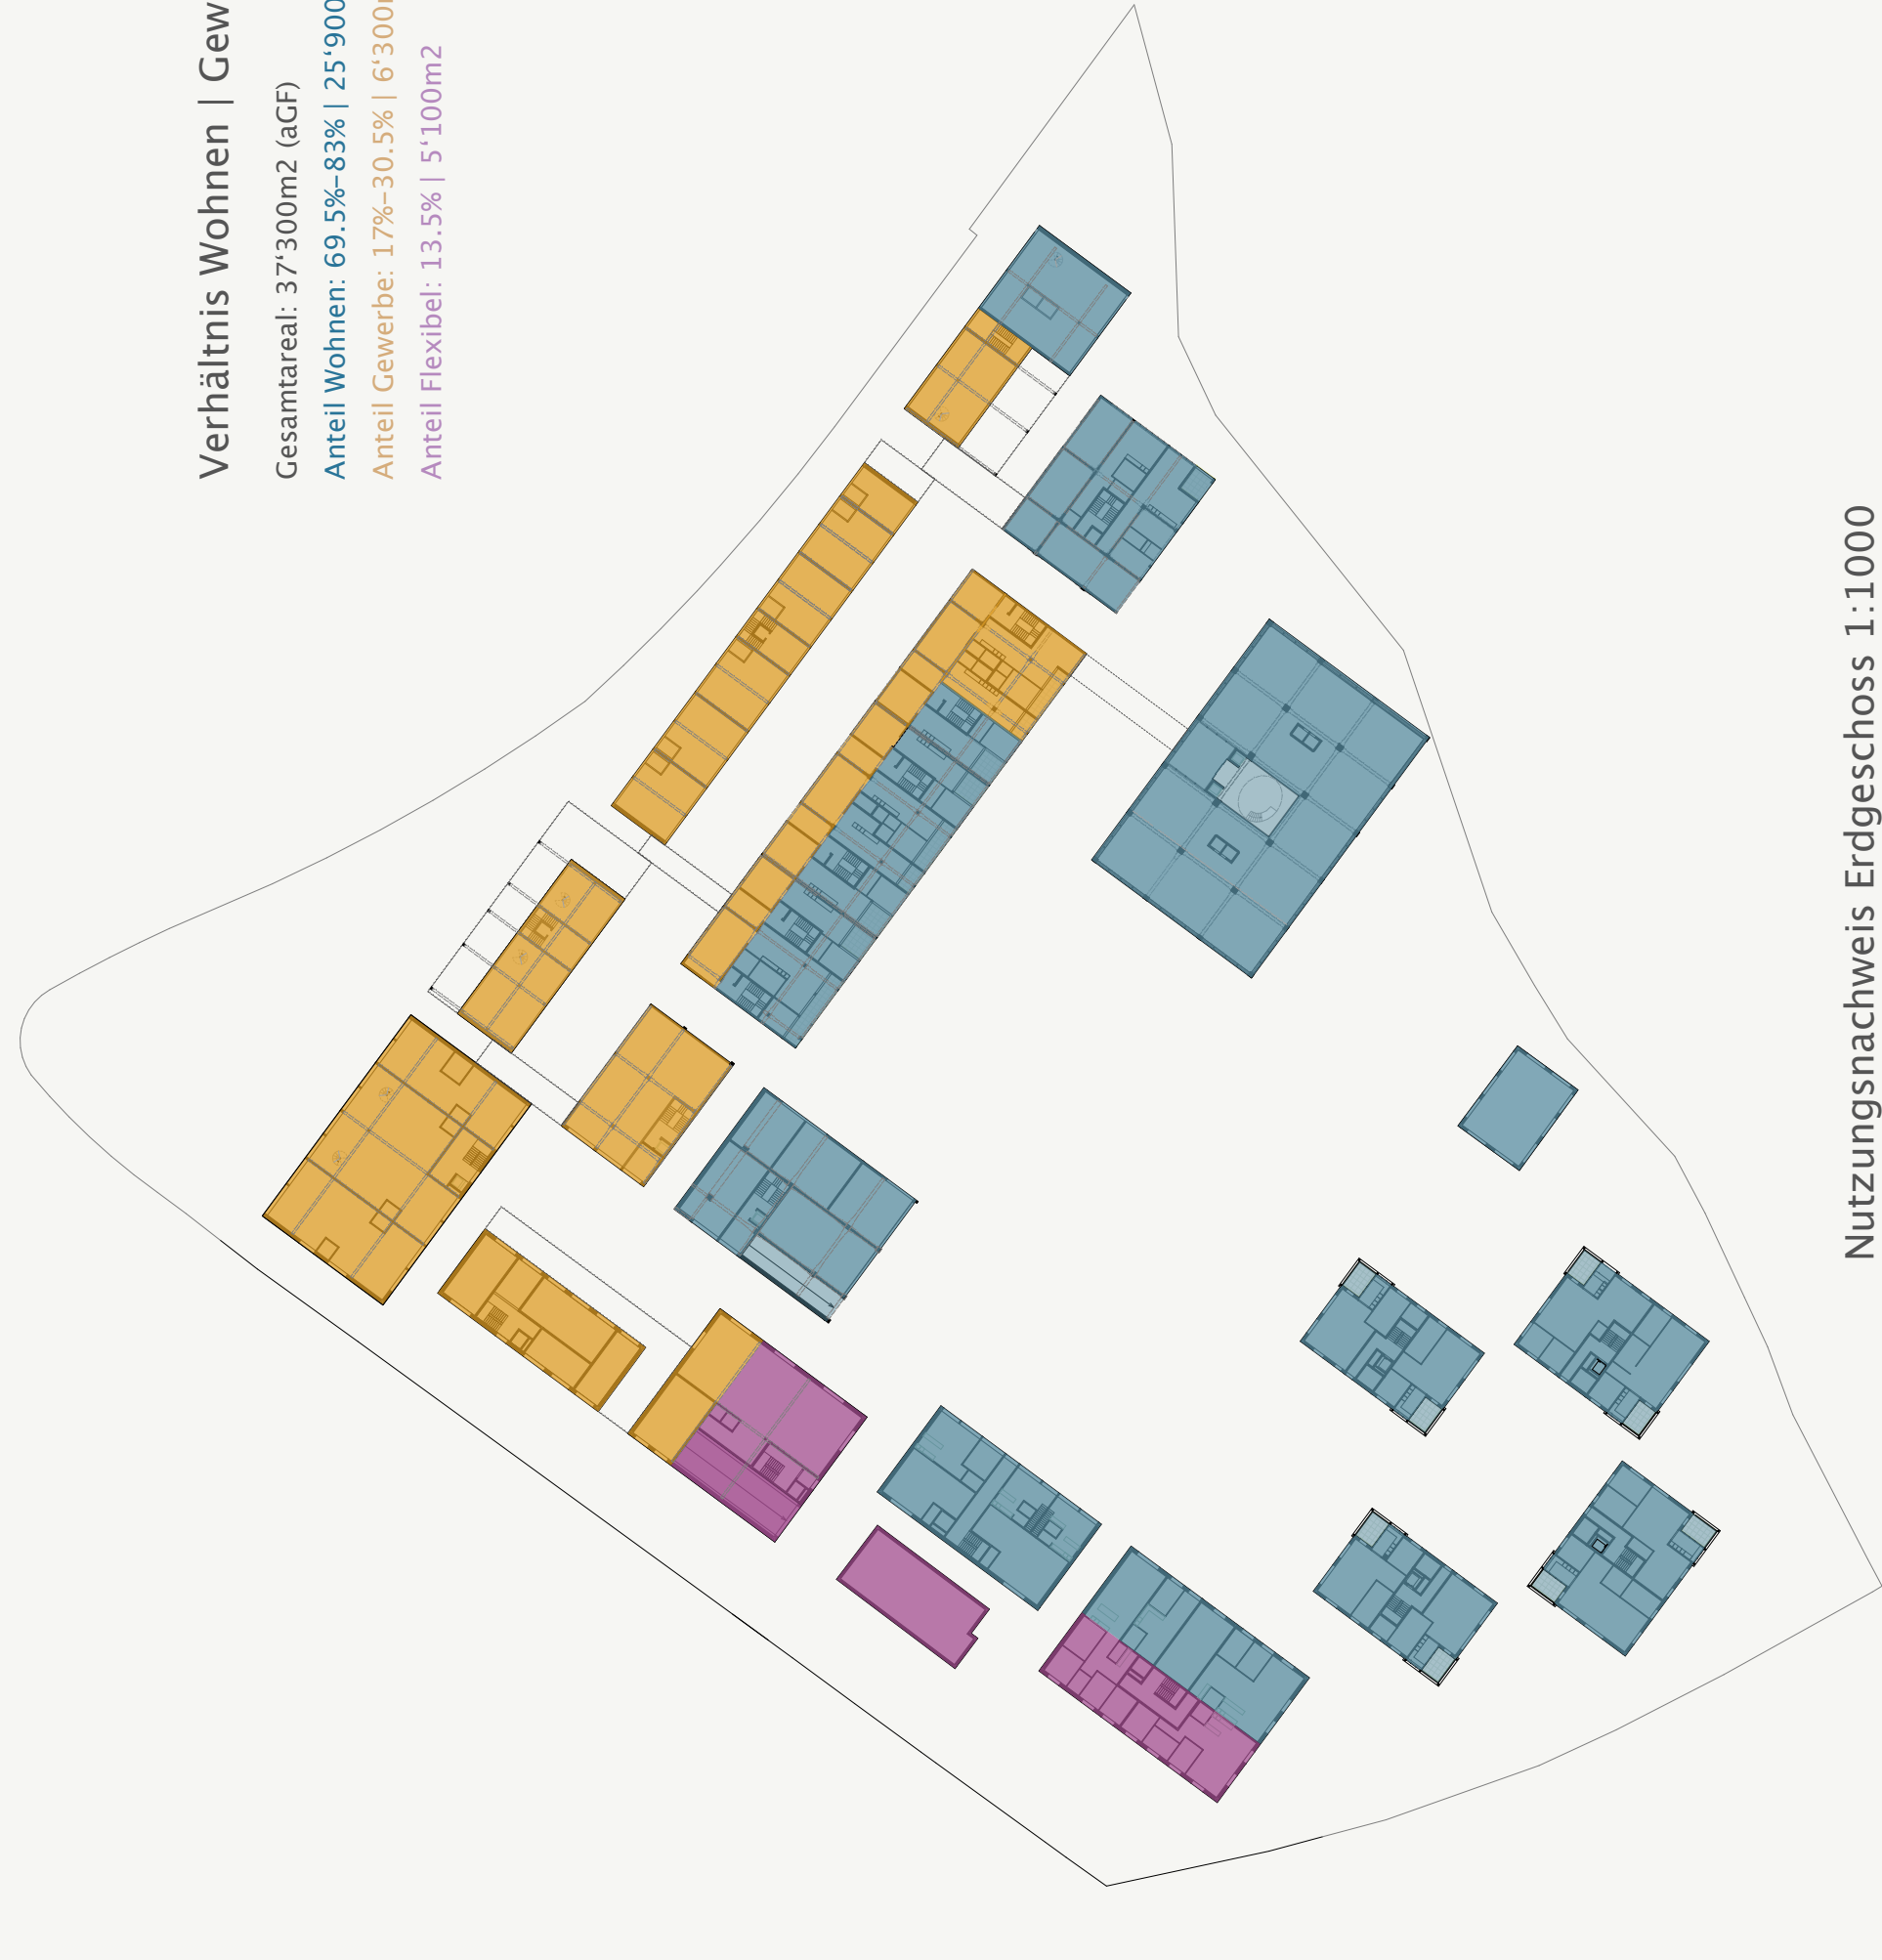 Verhältnis Wohnen | Gew
Gesamtareal: 37‘300m2 (aGF)
Anteil Wohnen: 69.5%–83% | 25‘900
Anteil Gewerbe: 17%–30.5% | 6‘300
Anteil Flexibel: 13.5% | 5‘100m2
Nutzungsnachweis Erdgeschoss 1:1000